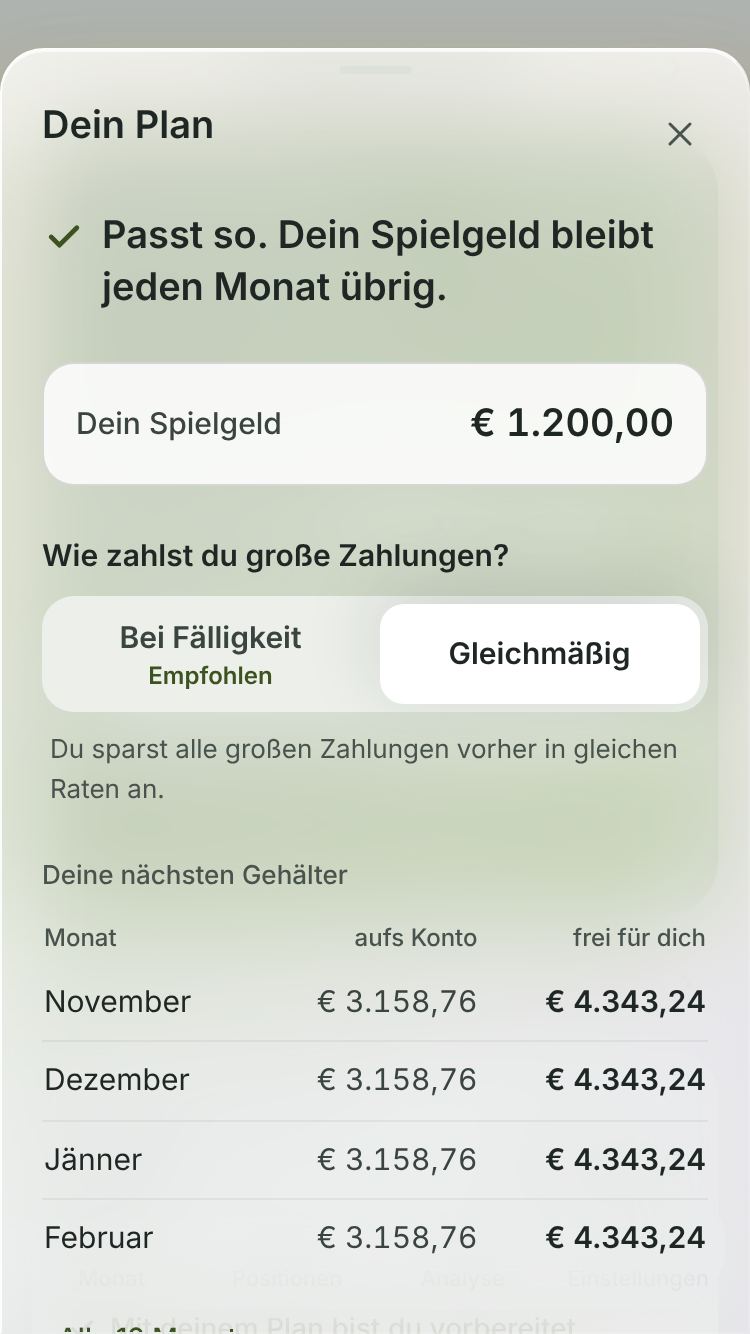 Dein Plan
Passt so. Dein Spielgeld bleibt
jeden Monat übrig.
Dein Spielgeld € 1.200,00
Wie zahlst du große Zahlungen?
Bei Fälligkeit
Empfohlen
Gleichmäßig
Du sparst alle großen Zahlungen vorher in gleichen
Raten an.
Deine nächsten Gehälter
Monat aufs Konto frei für dich
November € 3.158,76 € 4.343,24
Dezember € 3.158,76 € 4.343,24
Jänner € 3.158,76 € 4.343,24
Februar € 3.158,76 € 4.343,24
Monat Positionen Analyse Einstellungen
Mit deinem Plan bist du vorbereitet